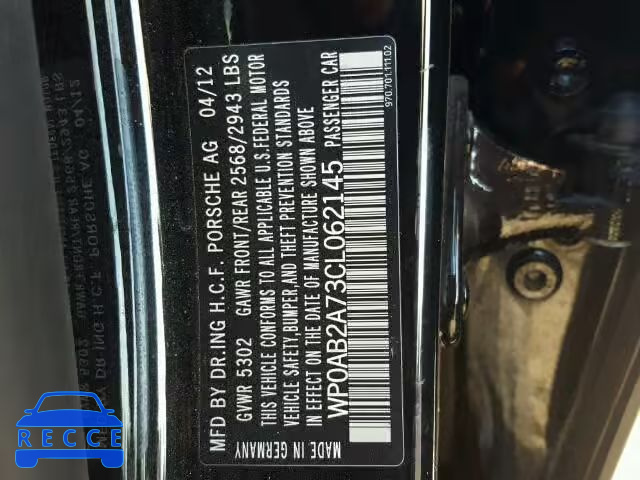 MFD BY DR.ING H.C.F. PORSCHE AG 04/12
GVWR 5302 GAWR FRONT/REAR 2568/2943 LBS
THIS VEHICLE CONFORMS TO ALL APPLICABLE U.S.FEDERAL MOTOR
VEHICLE SAFETY,BUMPER,AND THEFT PREVENTION STANDARDS
IN EFFECT ON THE DATE OF MANUFACTURE SHOWN ABOVE
WP0AB2A73CL062145 PASSENGER CAR
MADE IN GERMANY
970.701.111.02
RECGE